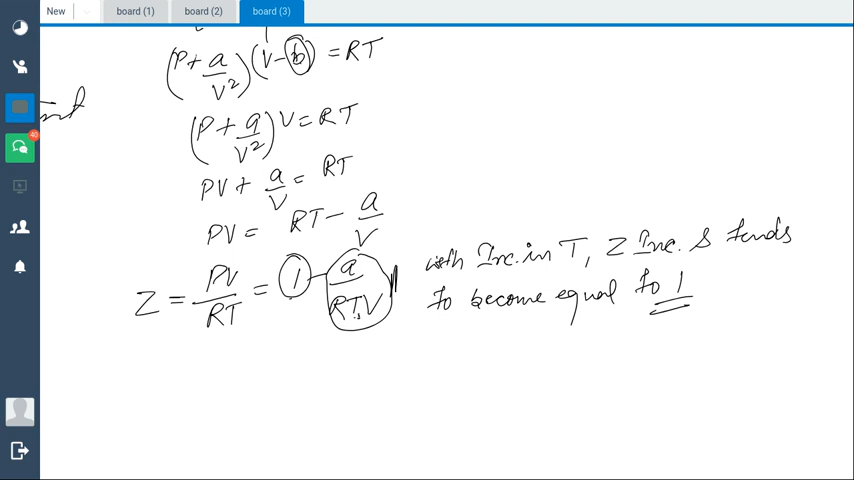 New
board (1)
board (2)
board (3)
(P + a/V²)(V - b) = RT
(P + a/V²) V = RT
PV + a/V = RT
PV = RT - a/V
Z = PV/RT = 1 - a/RTV
with Inc. in T, Z Inc. & tends
to become equal to 1
40